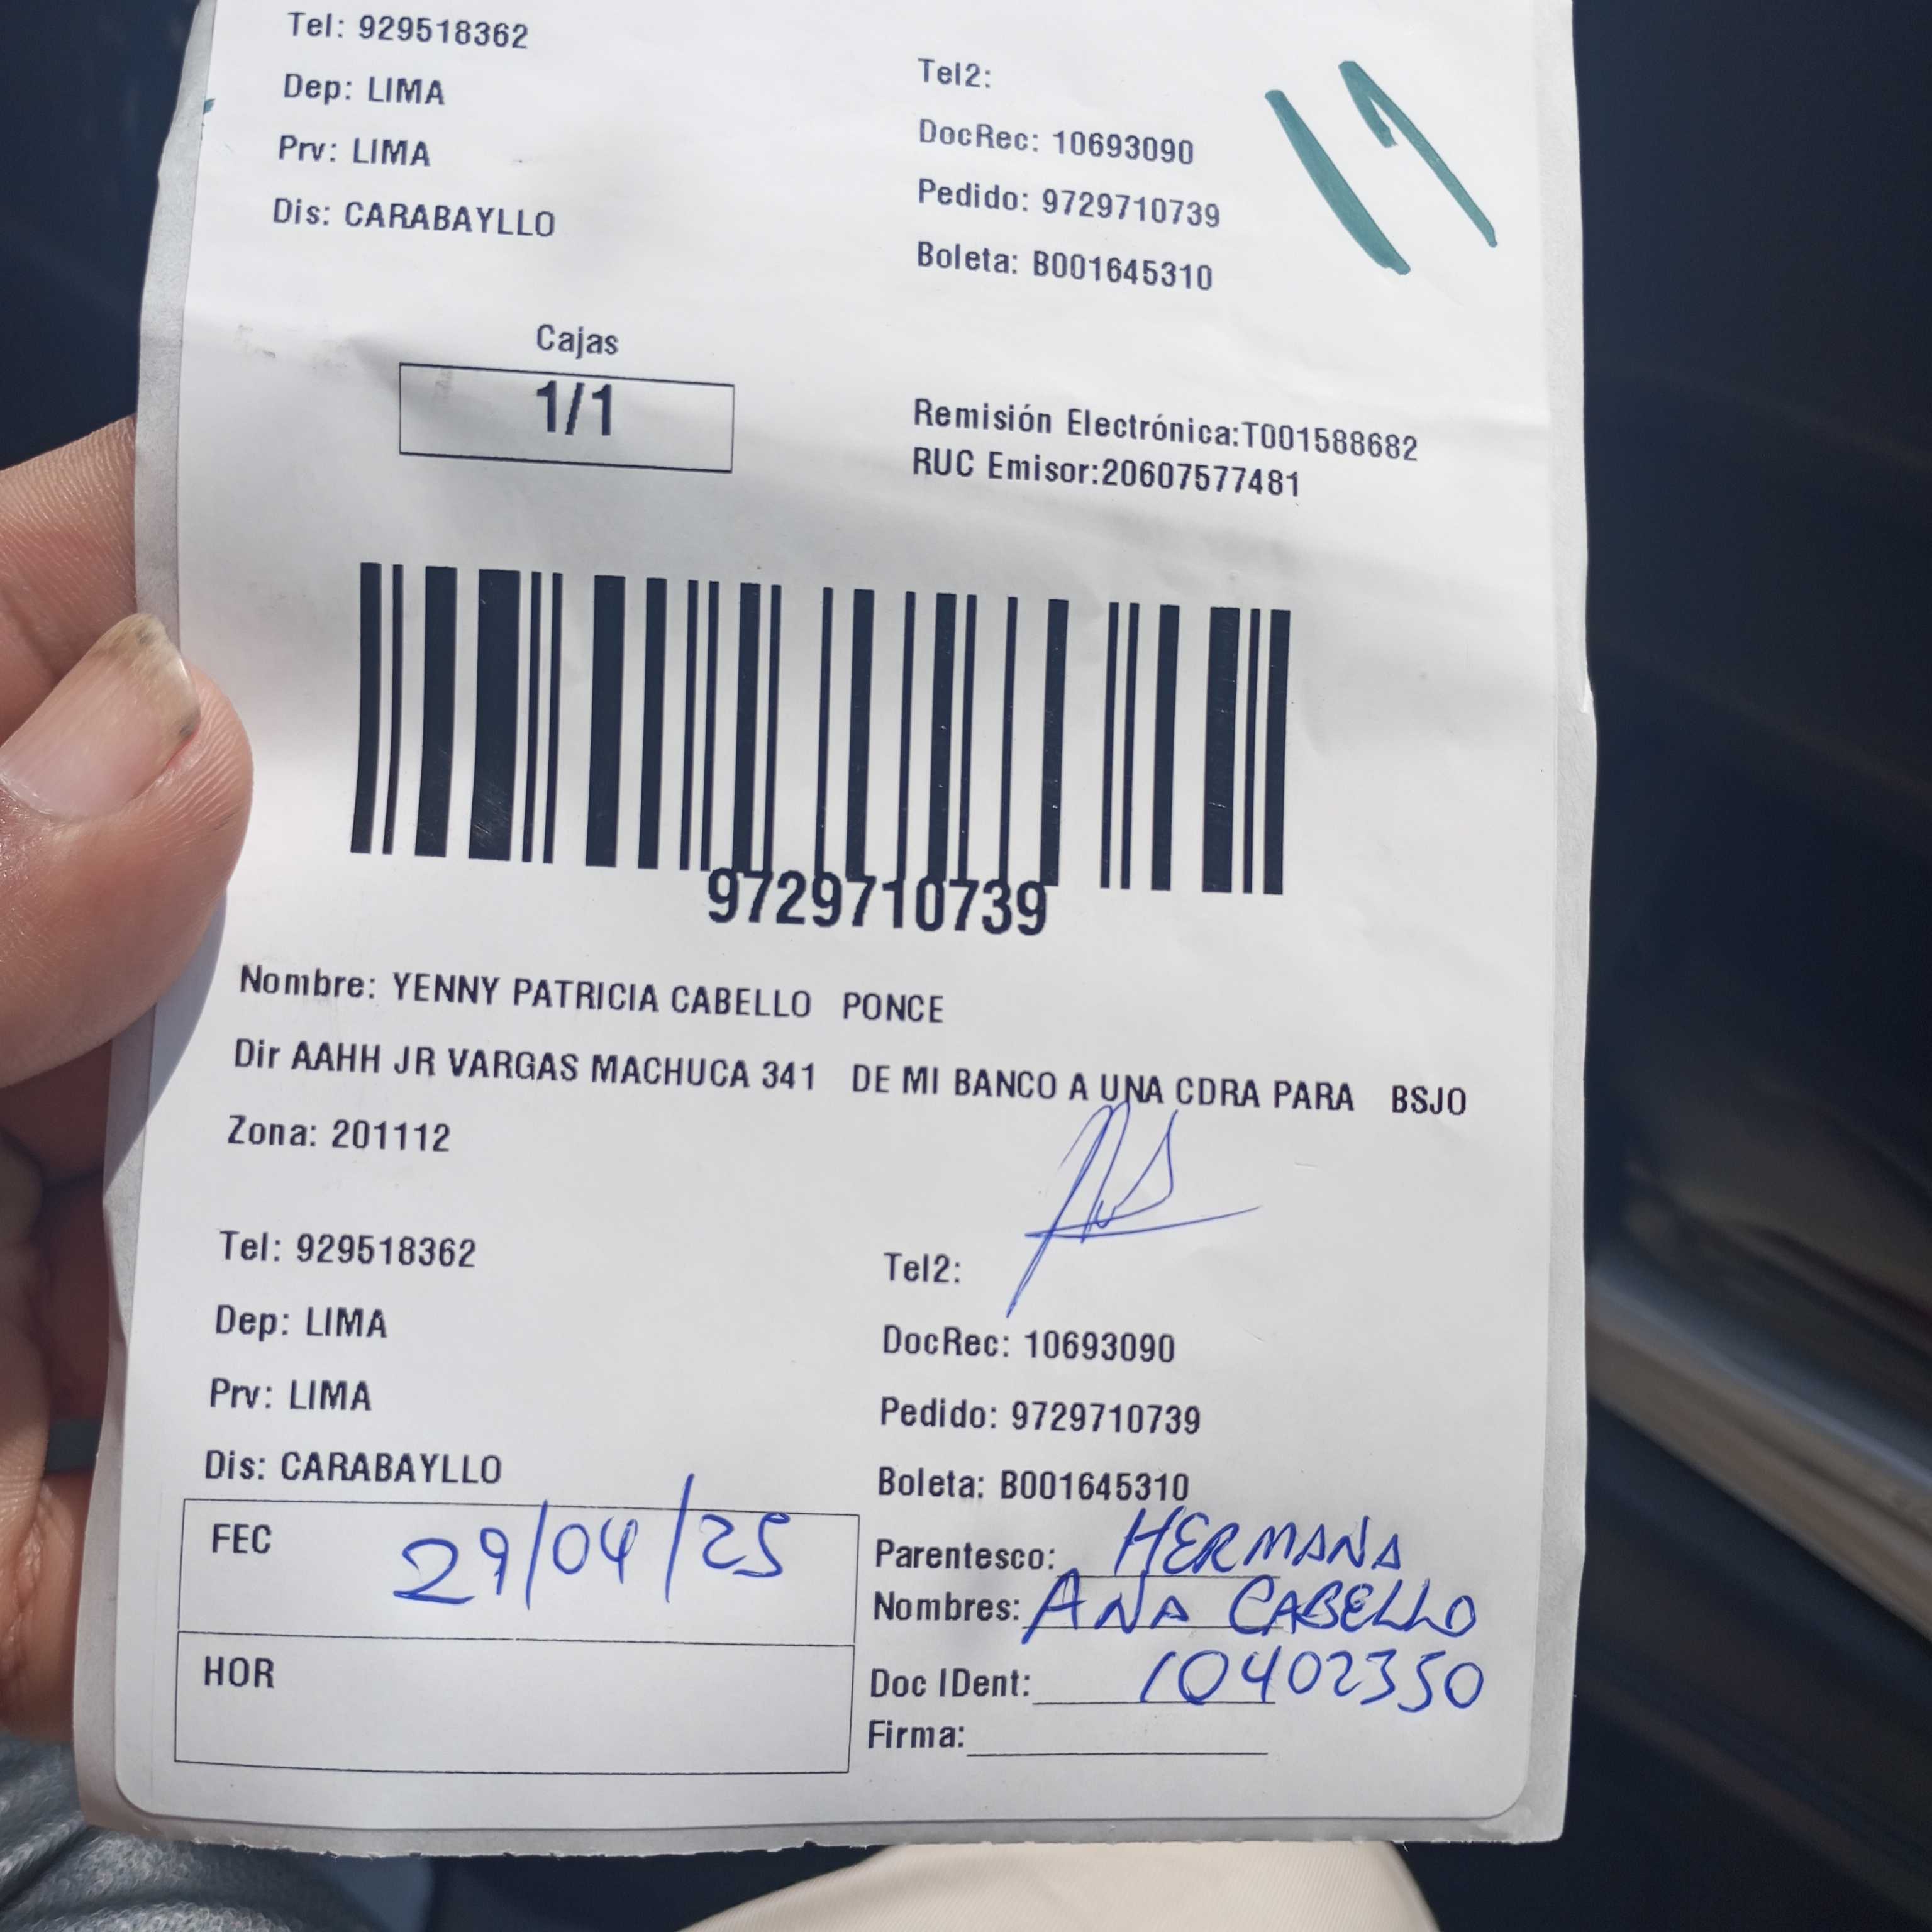 Tel: 929518362
Tel2:
Dep: LIMA
DocRec: 10693090
Prv: LIMA
Pedido: 9729710739
Dis: CARABAYLLO
Boleta: B001645310
17
Cajas
1/1
Remisión Electrónica:T001588682
RUC Emisor:20607577481
9729710739
Nombre: YENNY PATRICIA CABELLO PONCE
Dir AAHH JR VARGAS MACHUCA 341 DE MI BANCO A UNA CDRA PARA BSJO
Zona: 201112
Tel: 929518362
Tel2:
Dep: LIMA
DocRec: 10693090
Prv: LIMA
Pedido: 9729710739
Dis: CARABAYLLO
Boleta: B001645310
FEC 29/04/25
Parentesco: HERMANA
Nombres: ANA CABELLO
HOR
Doc IDent: 10402350
Firma: